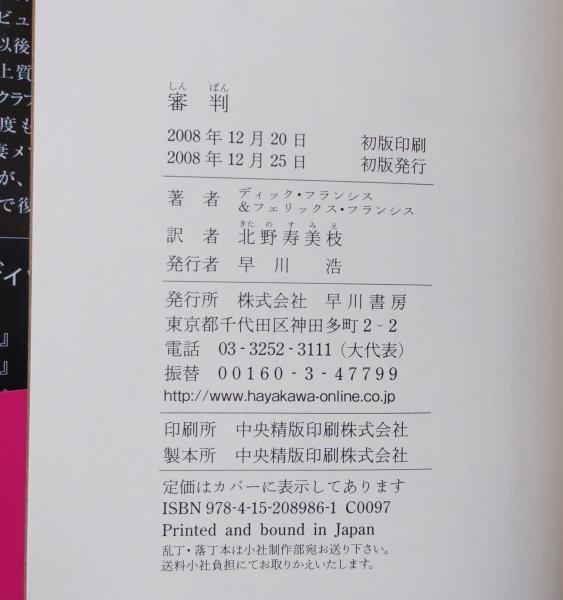 しん ぱん
審判
2008年12月20日 初版印刷
2008年12月25日 初版発行
著者 ディック・フランシス
&フェリックス・フランシス
きた の す み え
訳者 北野寿美枝
発行者 早川 浩
発行所 株式会社 早川書房
東京都千代田区神田多町2-2
電話 03-3252-3111(大代表)
振替 00160-3-47799
http://www.hayakawa-online.co.jp
印刷所 中央精版印刷株式会社
製本所 中央精版印刷株式会社
定価はカバーに表示してあります
ISBN 978-4-15-208986-1 C0097
Printed and bound in Japan
乱丁・落丁本は小社制作部宛お送り下さい。
送料小社負担にてお取りかえいたします。
ビュ
以後
上質
クラフ
度も
妻メ
が、
で復
ディ
』
』